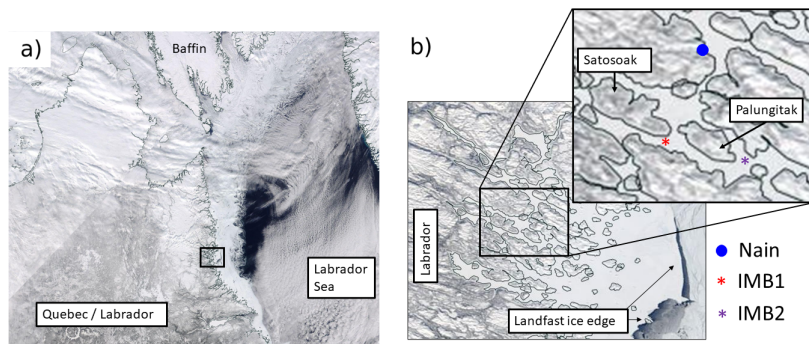 a)
Baffin
Labrador
Sea
Quebec / Labrador
b)
Satosoak
Palungitak
*
*
Labrador
Landfast ice edge
Nain
* IMB1
* IMB2